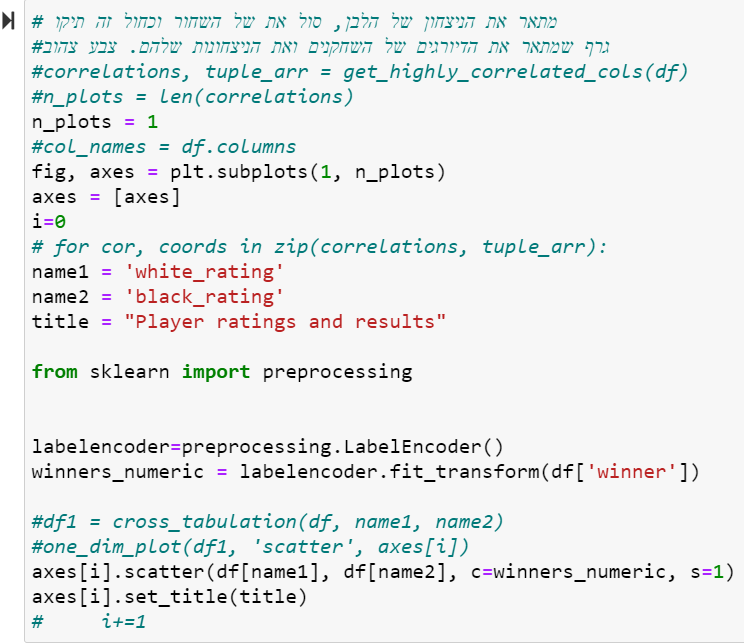 # מתאר את הניצחון של הלבן, סול את של השחור וכחול זה תיקו
#גרף שמתאר את הדיורגים של השחקנים ואת הניצחונות שלהם. צבע צהוב
#correlations, tuple_arr = get_highly_correlated_cols(df)
#n_plots = len(correlations)
n_plots = 1
#col_names = df.columns
fig, axes = plt.subplots(1, n_plots)
axes = [axes]
i=0
# for cor, coords in zip(correlations, tuple_arr):
name1 = 'white_rating'
name2 = 'black_rating'
title = "Player ratings and results"
from sklearn import preprocessing
labelencoder=preprocessing.LabelEncoder()
winners_numeric = labelencoder.fit_transform(df['winner'])
#df1 = cross_tabulation(df, name1, name2)
#one_dim_plot(df1, 'scatter', axes[i])
axes[i].scatter(df[name1], df[name2], c=winners_numeric, s=1)
axes[i].set_title(title)
#     i+=1